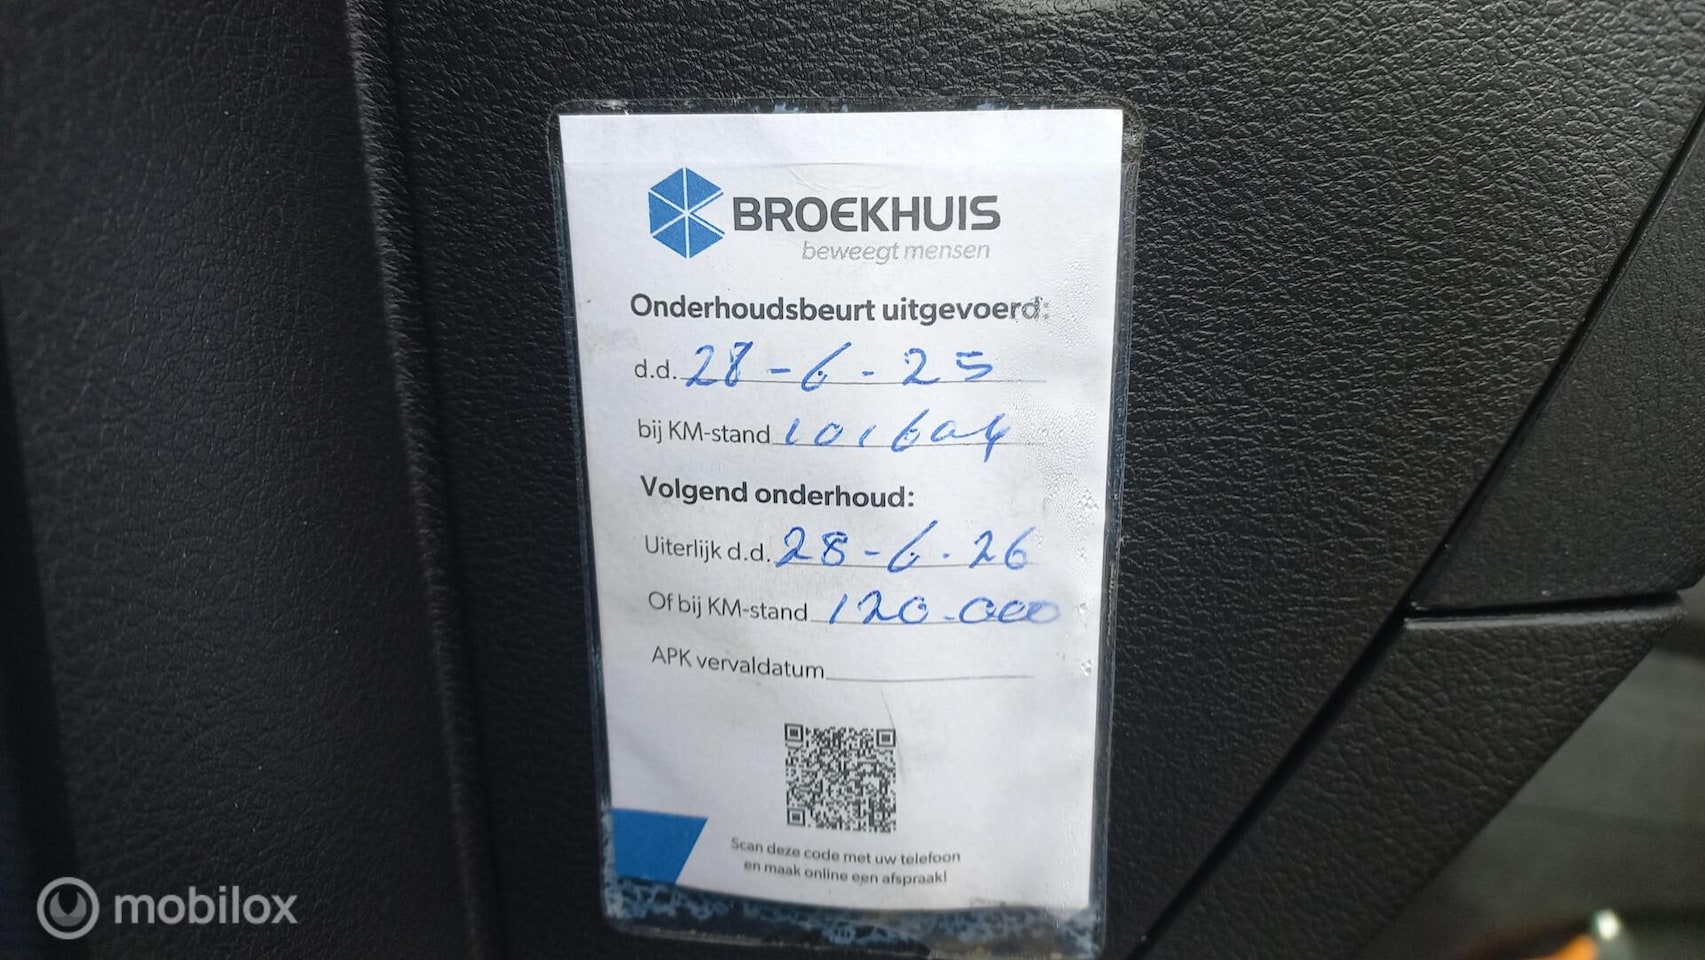 BROEKHUIS
beweegt mensen
Onderhoudsbeurt uitgevoerd:
d.d. 28-6-25
bij KM-stand 101604
Volgend onderhoud:
Uiterlijk d.d. 28-6-26
Of bij KM-stand 120.000
APK vervaldatum
Scan deze code met uw telefoon
en maak online een afspraak!
mobilox